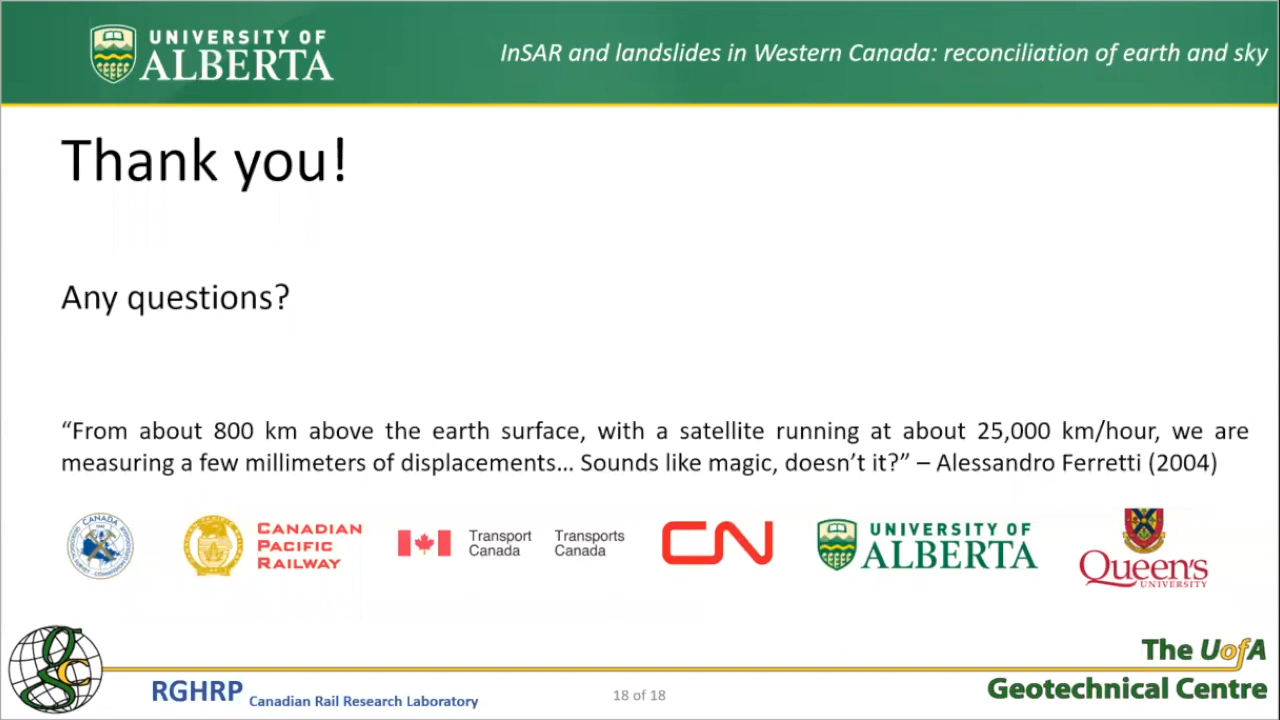 UNIVERSITY OF
ALBERTA
InSAR and landslides in Western Canada: reconciliation of earth and sky
Thank you!
Any questions?
“From about 800 km above the earth surface, with a satellite running at about 25,000 km/hour, we are
measuring a few millimeters of displacements… Sounds like magic, doesn’t it?” – Alessandro Ferretti (2004)
CANADA
CANADIAN
PACIFIC
RAILWAY
Transport
Canada
Transports
Canada
CN
UNIVERSITY OF
ALBERTA
Queen's
UNIVERSITY
gc
RGHRP Canadian Rail Research Laboratory
18 of 18
The UofA
Geotechnical Centre